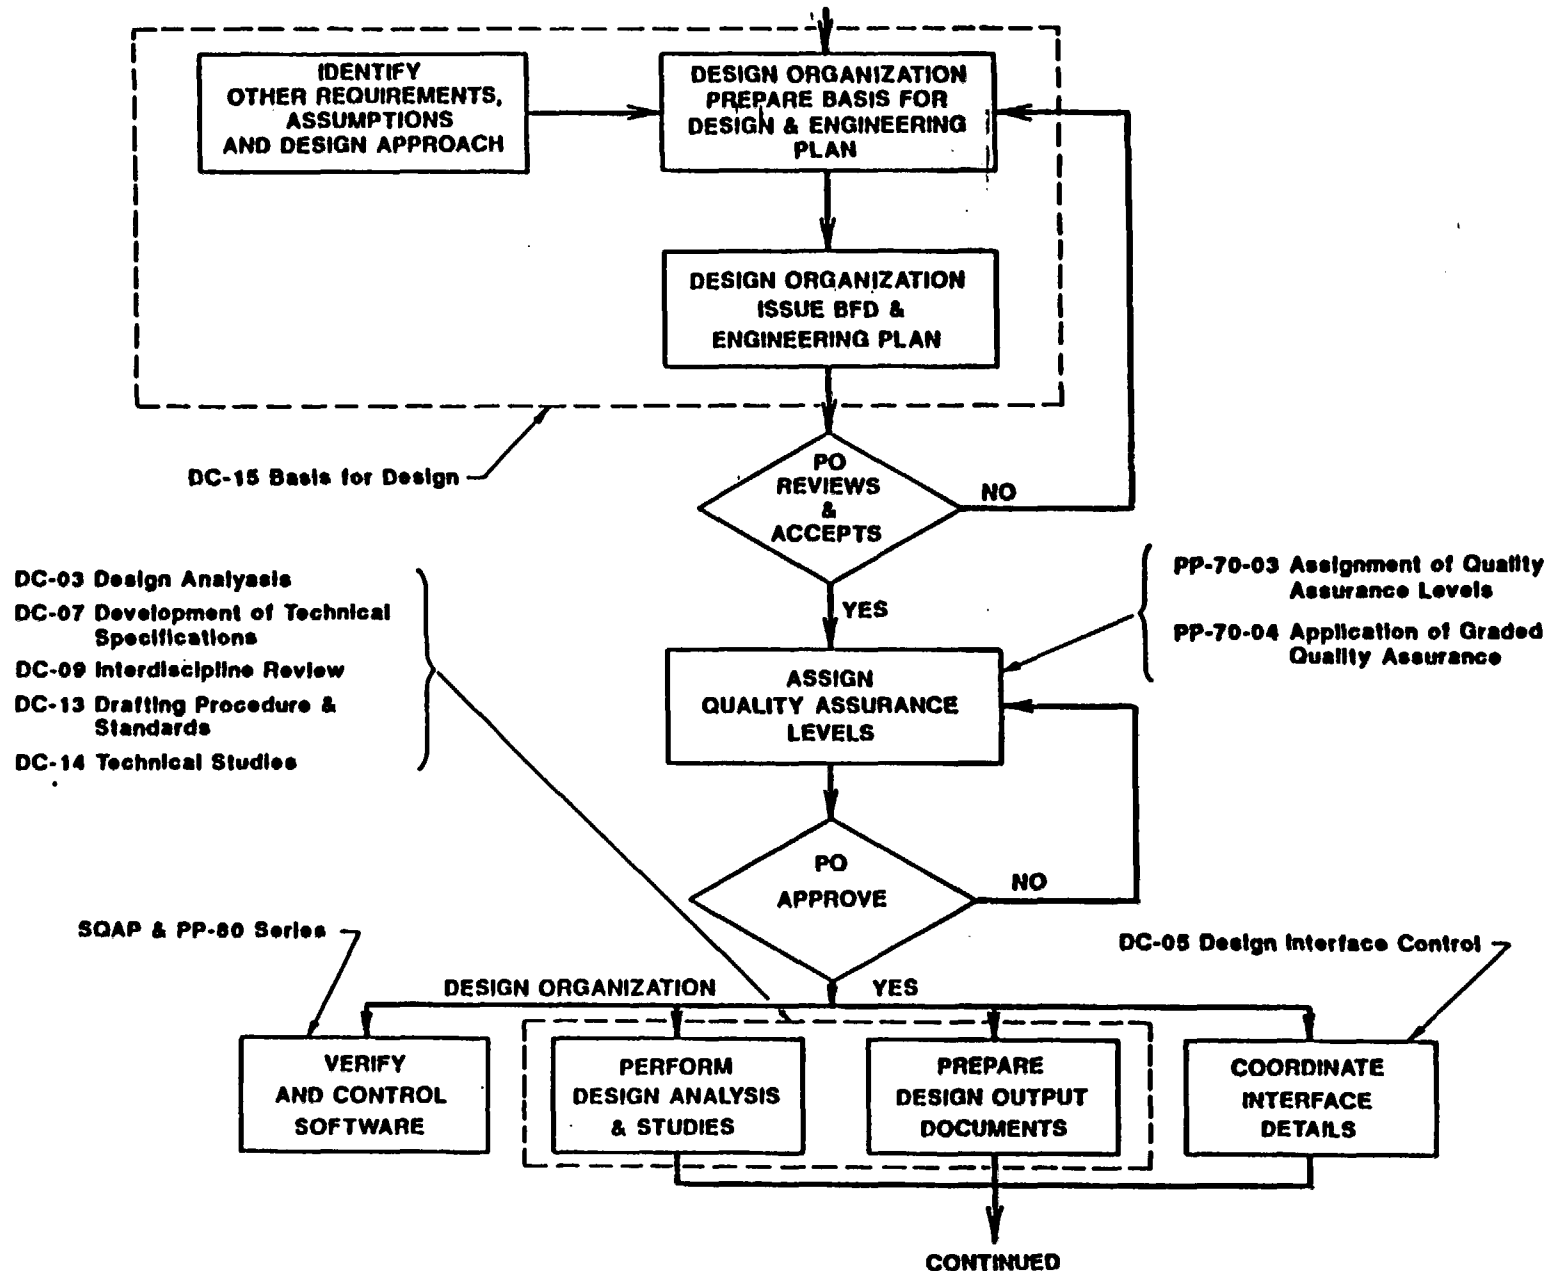 IDENTIFY
OTHER REQUIREMENTS,
ASSUMPTIONS
AND DESIGN APPROACH
DESIGN ORGANIZATION
PREPARE BASIS FOR
DESIGN & ENGINEERING
PLAN
DESIGN ORGANIZATION
ISSUE BFD &
ENGINEERING PLAN
DC-15 Basis for Design
PO
REVIEWS
&
ACCEPTS
NO
YES
DC-03 Design Analyasis
DC-07 Development of Technical
Specifications
DC-09 Interdiscipline Review
DC-13 Drafting Procedure &
Standards
DC-14 Technical Studies
PP-70-03 Assignment of Quality
Assurance Levels
PP-70-04 Application of Graded
Quality Assurance
ASSIGN
QUALITY ASSURANCE
LEVELS
PO
APPROVE
NO
SQAP & PP-80 Series
DC-05 Design Interface Control
DESIGN ORGANIZATION
YES
VERIFY
AND CONTROL
SOFTWARE
PERFORM
DESIGN ANALYSIS
& STUDIES
PREPARE
DESIGN OUTPUT
DOCUMENTS
COORDINATE
INTERFACE
DETAILS
CONTINUED